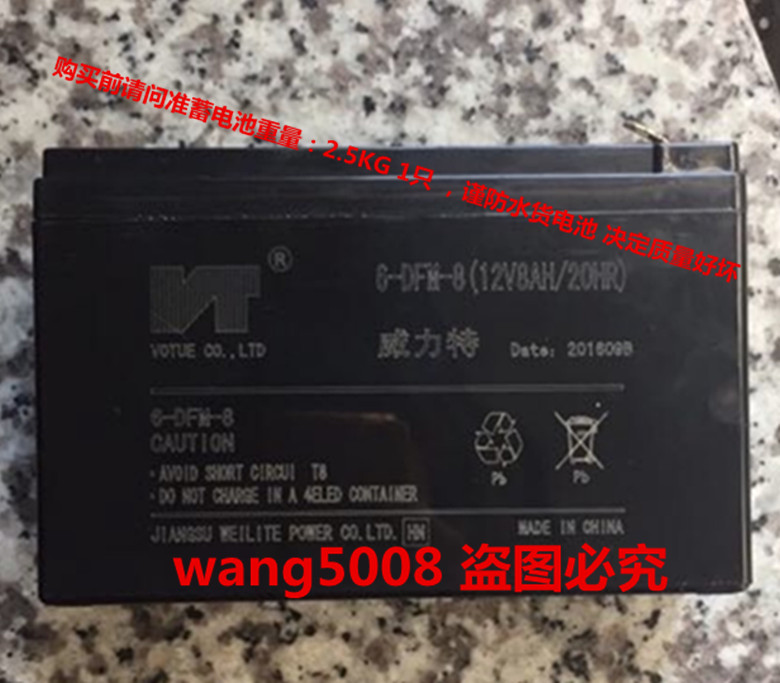 购买前请问准蓄电池重量：2.5KG 1只 ，谨防水货电池 决定质量好坏
VT ®
6-DFM-8(12V8AH/20HR)
VOTUE CO.,LTD
威力特 Date: 201609B
6-DFM-8
CAUTION
· AVOID SHORT CIRCUI T8
· DO NOT CHARGE IN A 4ELED CONTAINER
Pb Pb
JIANGSU WEILITE POWER CO.LTD. HN MADE IN CHINA
wang5008 盗图必究